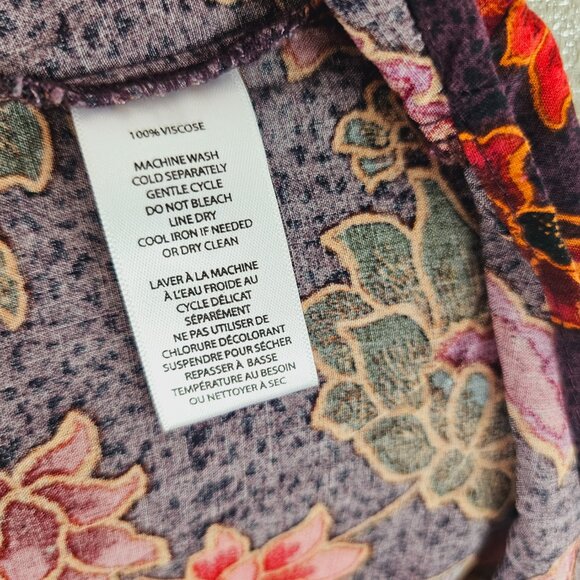 100% VISCOSE
MACHINE WASH
COLD SEPARATELY
GENTLE CYCLE
DO NOT BLEACH
LINE DRY
COOL IRON IF NEEDED
OR DRY CLEAN
LAVER À LA MACHINE
À L'EAU FROIDE
CYCLE DÉLICAT
SÉPARÉMENT
NE PAS UTILISER DE
CHLORURE DÉCOLORANT
SUSPENDRE POUR SÉCHER
REPASSER À BASSE
TEMPÉRATURE AU BESOIN
OU NETTOYER À SEC